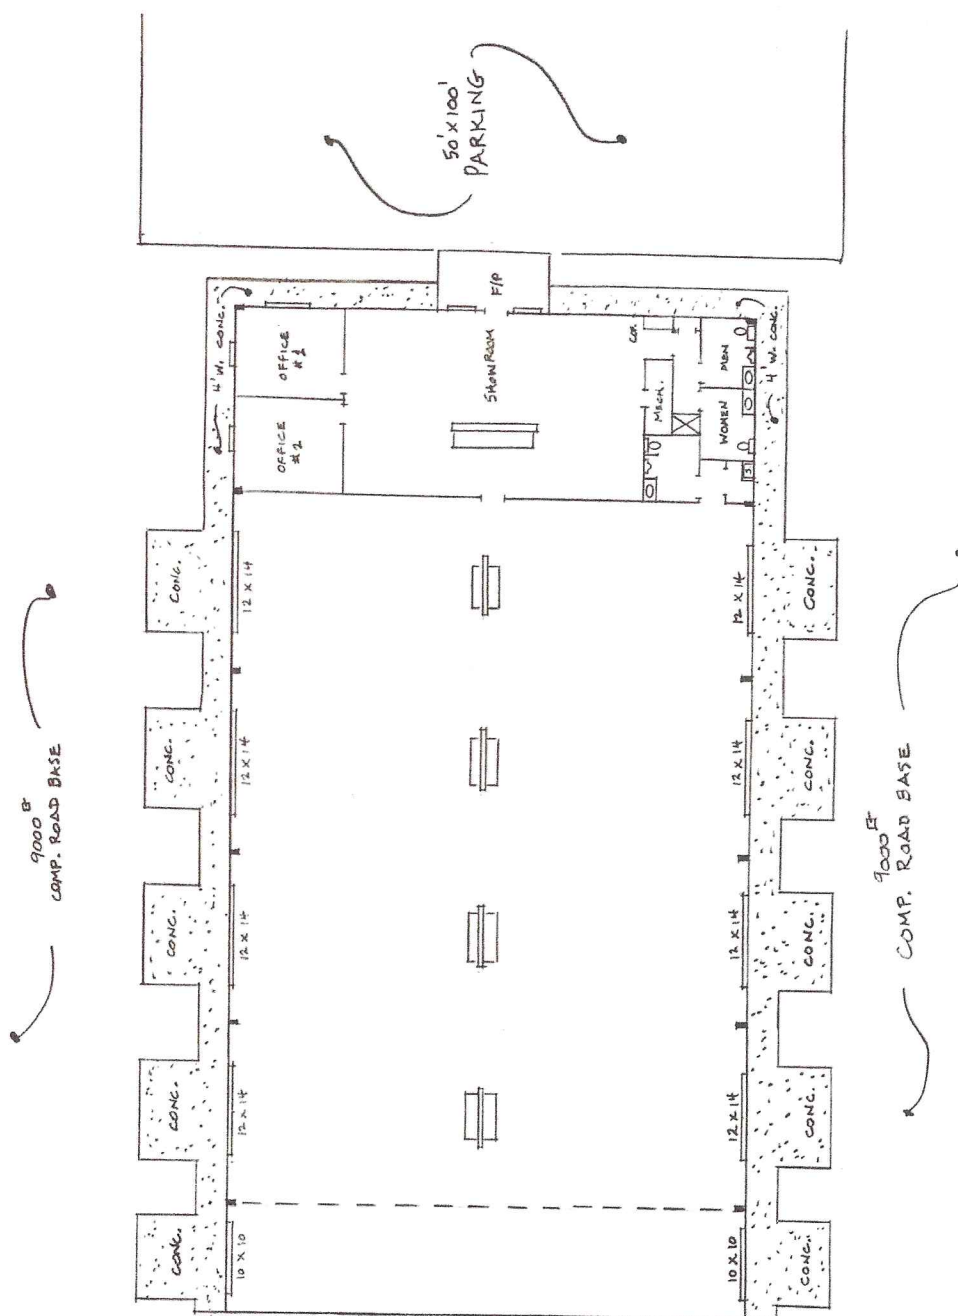 50' X 100'
PARKING
F/P
4' W. CONC.
4' W. CONC.
OFFICE
#1
OFFICE
#2
SHOWROOM
COF.
MECH.
MEN
WOMEN
S
CONC.
12 X 14
12 X 14
CONC.
CONC.
12 X 14
12 X 14
CONC.
9000
COMP. ROAD BASE
9000
COMP. ROAD BASE
CONC.
12 X 14
12 X 14
CONC.
CONC.
12 X 14
12 X 14
CONC.
CONC.
10 X 10
10 X 10
CONC.